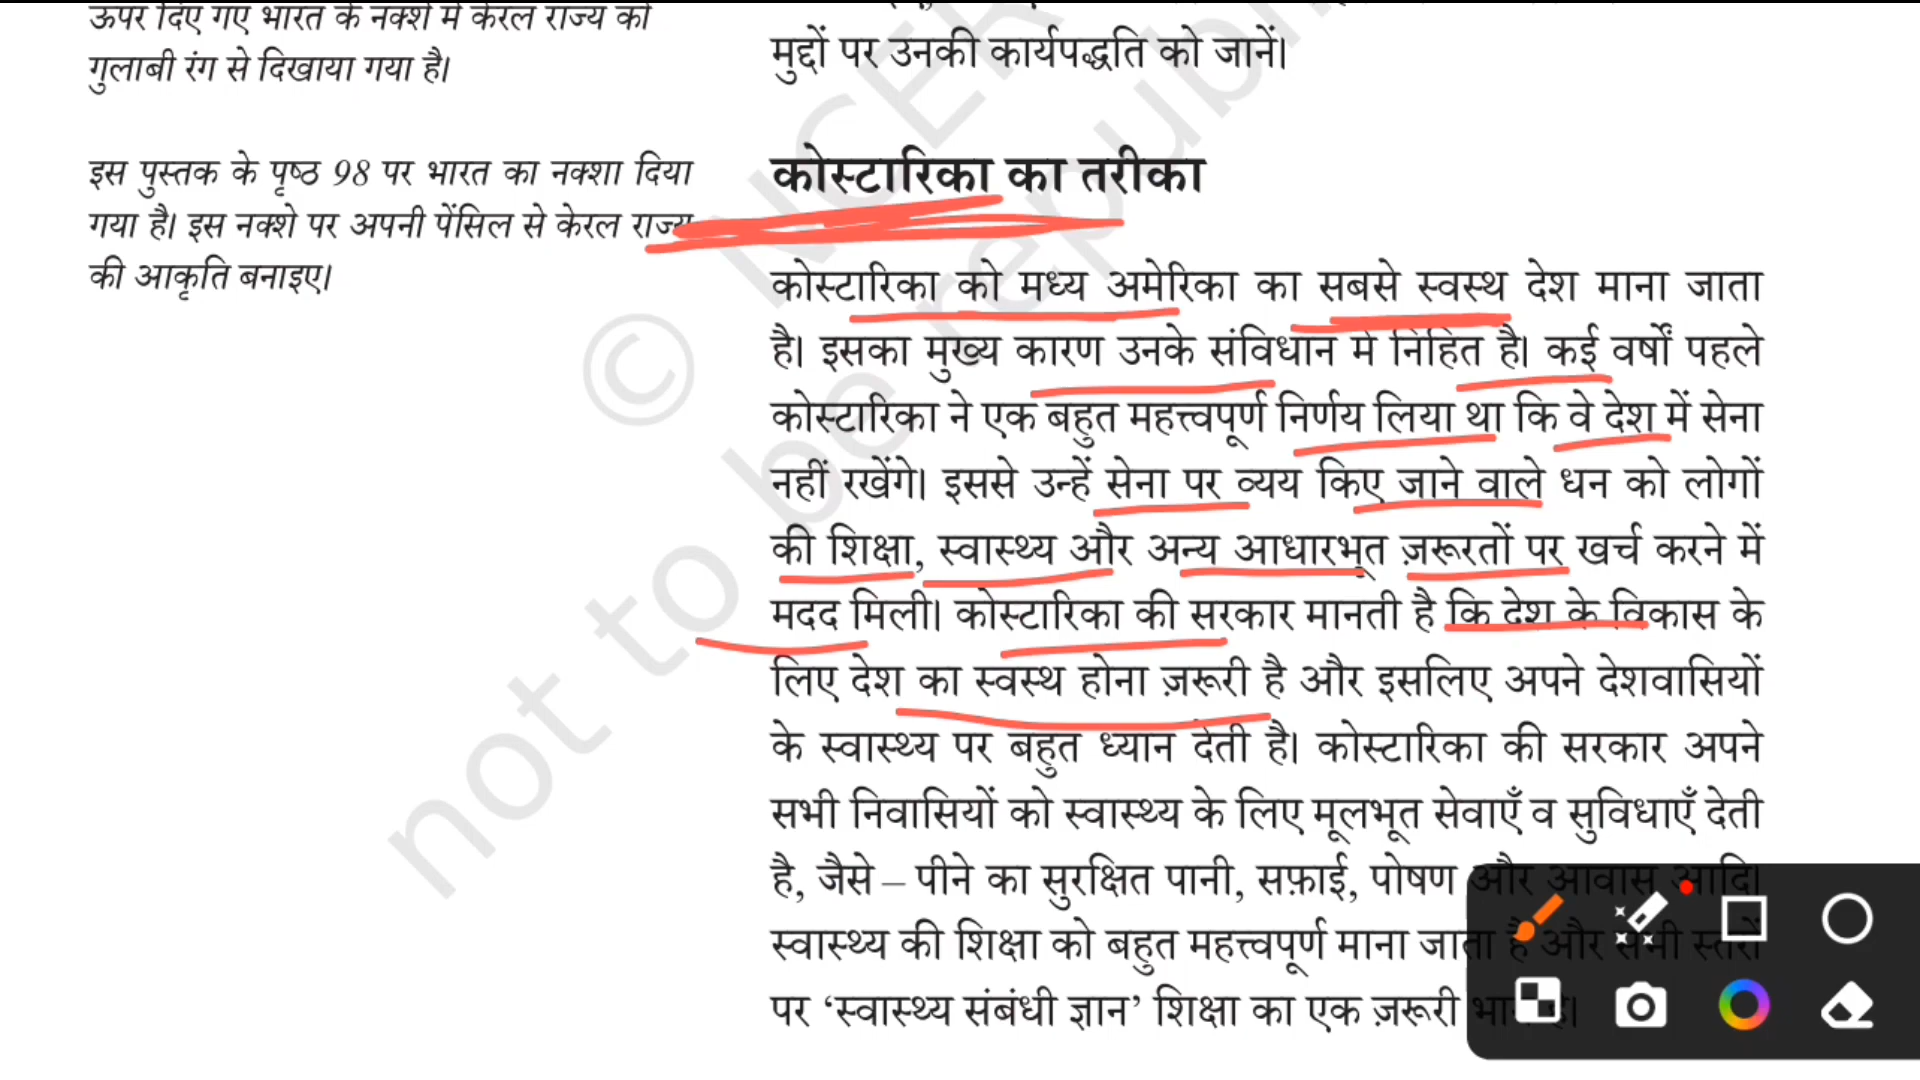 ऊपर दिए गए भारत के नक्शे में केरल राज्य को
गुलाबी रंग से दिखाया गया है।
इस पुस्तक के पृष्ठ 98 पर भारत का नक्शा दिया
गया है। इस नक्शे पर अपनी पेंसिल से केरल राज्य
की आकृति बनाइए।
मुद्दों पर उनकी कार्यपद्धति को जानें।
कोस्टारिका का तरीका
कोस्टारिका को मध्य अमेरिका का सबसे स्वस्थ देश माना जाता
है। इसका मुख्य कारण उनके संविधान में निहित है। कई वर्षों पहले
कोस्टारिका ने एक बहुत महत्त्वपूर्ण निर्णय लिया था कि वे देश में सेना
नहीं रखेंगे। इससे उन्हें सेना पर व्यय किए जाने वाले धन को लोगों
की शिक्षा, स्वास्थ्य और अन्य आधारभूत ज़रूरतों पर खर्च करने में
मदद मिली। कोस्टारिका की सरकार मानती है कि देश के विकास के
लिए देश का स्वस्थ होना ज़रूरी है और इसलिए अपने देशवासियों
के स्वास्थ्य पर बहुत ध्यान देती है। कोस्टारिका की सरकार अपने
सभी निवासियों को स्वास्थ्य के लिए मूलभूत सेवाएँ व सुविधाएँ देती
है, जैसे – पीने का सुरक्षित पानी, सफ़ाई, पोषण और आवास आदि।
स्वास्थ्य की शिक्षा को बहुत महत्त्वपूर्ण माना जाता है और सभी स्तरों
पर ‘स्वास्थ्य संबंधी ज्ञान’ शिक्षा का एक ज़रूरी भाग है।
© NCER
not to be republi